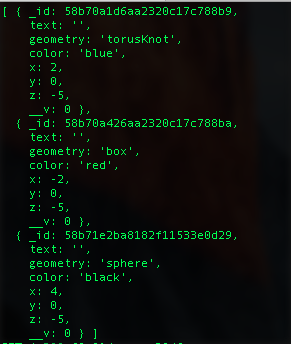 [ { _id: 58b70a1d6aa2320c17c788b9,
    text: '',
    geometry: 'torusKnot',
    color: 'blue',
    x: 2,
    y: 0,
    z: -5,
    __v: 0 },
  { _id: 58b70a426aa2320c17c788ba,
    text: '',
    geometry: 'box',
    color: 'red',
    x: -2,
    y: 0,
    z: -5,
    __v: 0 },
  { _id: 58b71e2ba8182f11533e0d29,
    text: '',
    geometry: 'sphere',
    color: 'black',
    x: 4,
    y: 0,
    z: -5,
    __v: 0 } ]